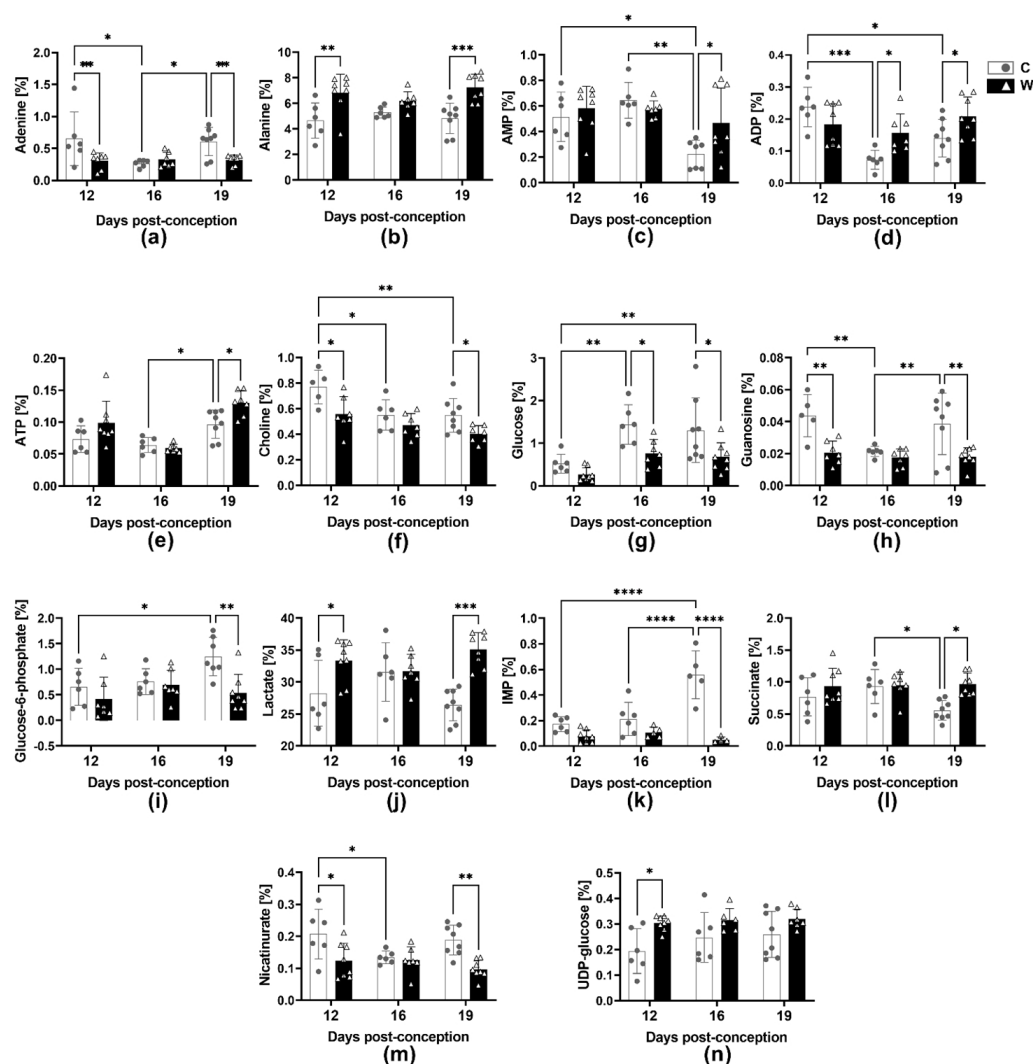 * * *** *** Adenine [%] 2.0 1.5 1.0 0.5 0.0 12 16 19 Days post-conception (a)
** *** Alanine [%] 10 8 6 4 2 0 12 16 19 Days post-conception (b)
* ** * AMP [%] 1.0 0.8 0.6 0.4 0.2 0.0 12 16 19 Days post-conception (c)
* *** * * ADP [%] 0.4 0.3 0.2 0.1 0.0 12 16 19 Days post-conception (d)
C
W
* * ATP [%] 0.20 0.15 0.10 0.05 0.00 12 16 19 Days post-conception (e)
** * * * Choline [%] 1.0 0.8 0.6 0.4 0.2 0.0 12 16 19 Days post-conception (f)
** ** * * Glucose [%] 3 2 1 0 12 16 19 Days post-conception (g)
** ** ** ** Guanosine [%] 0.08 0.06 0.04 0.02 0.00 12 16 19 Days post-conception (h)
* ** Glucose-6-phosphate [%] 2.0 1.5 1.0 0.5 0.0 -0.5 12 16 19 Days post-conception (i)
* *** Lactate [%] 40 35 30 25 20 12 16 19 Days post-conception (j)
**** **** **** IMP [%] 1.0 0.8 0.6 0.4 0.2 0.0 12 16 19 Days post-conception (k)
* * Succinate [%] 2.0 1.5 1.0 0.5 0.0 12 16 19 Days post-conception (l)
* * ** Nicatinurate [%] 0.4 0.3 0.2 0.1 0.0 12 16 19 Days post-conception (m)
* UDP-glucose [%] 0.5 0.4 0.3 0.2 0.1 0.0 12 16 19 Days post-conception (n)